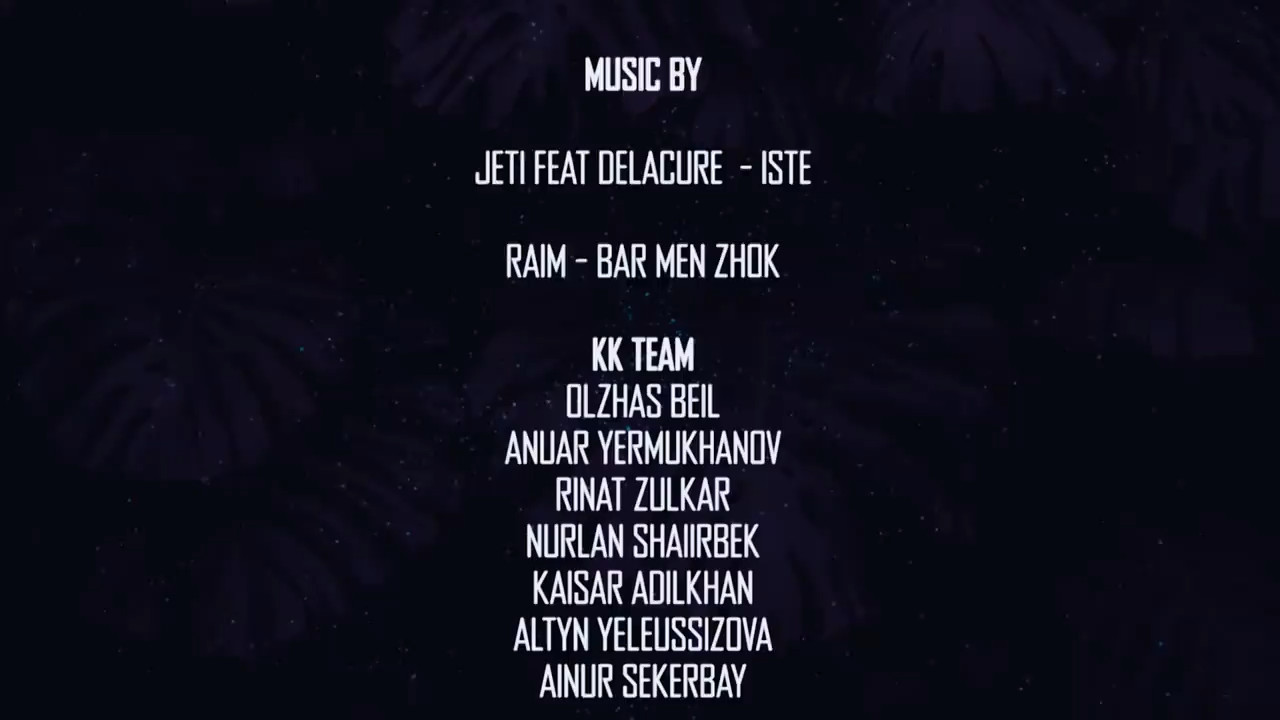 MUSIC BY
JETI FEAT DELACURE - ISTE
RAIM - BAR MEN ZHOK
KK TEAM
OLZHAS BEIL
ANUAR YERMUKHANOV
RINAT ZULKAR
NURLAN SHAIIRBEK
KAISAR ADILKHAN
ALTYN YELEUSSIZOVA
AINUR SEKERBAY